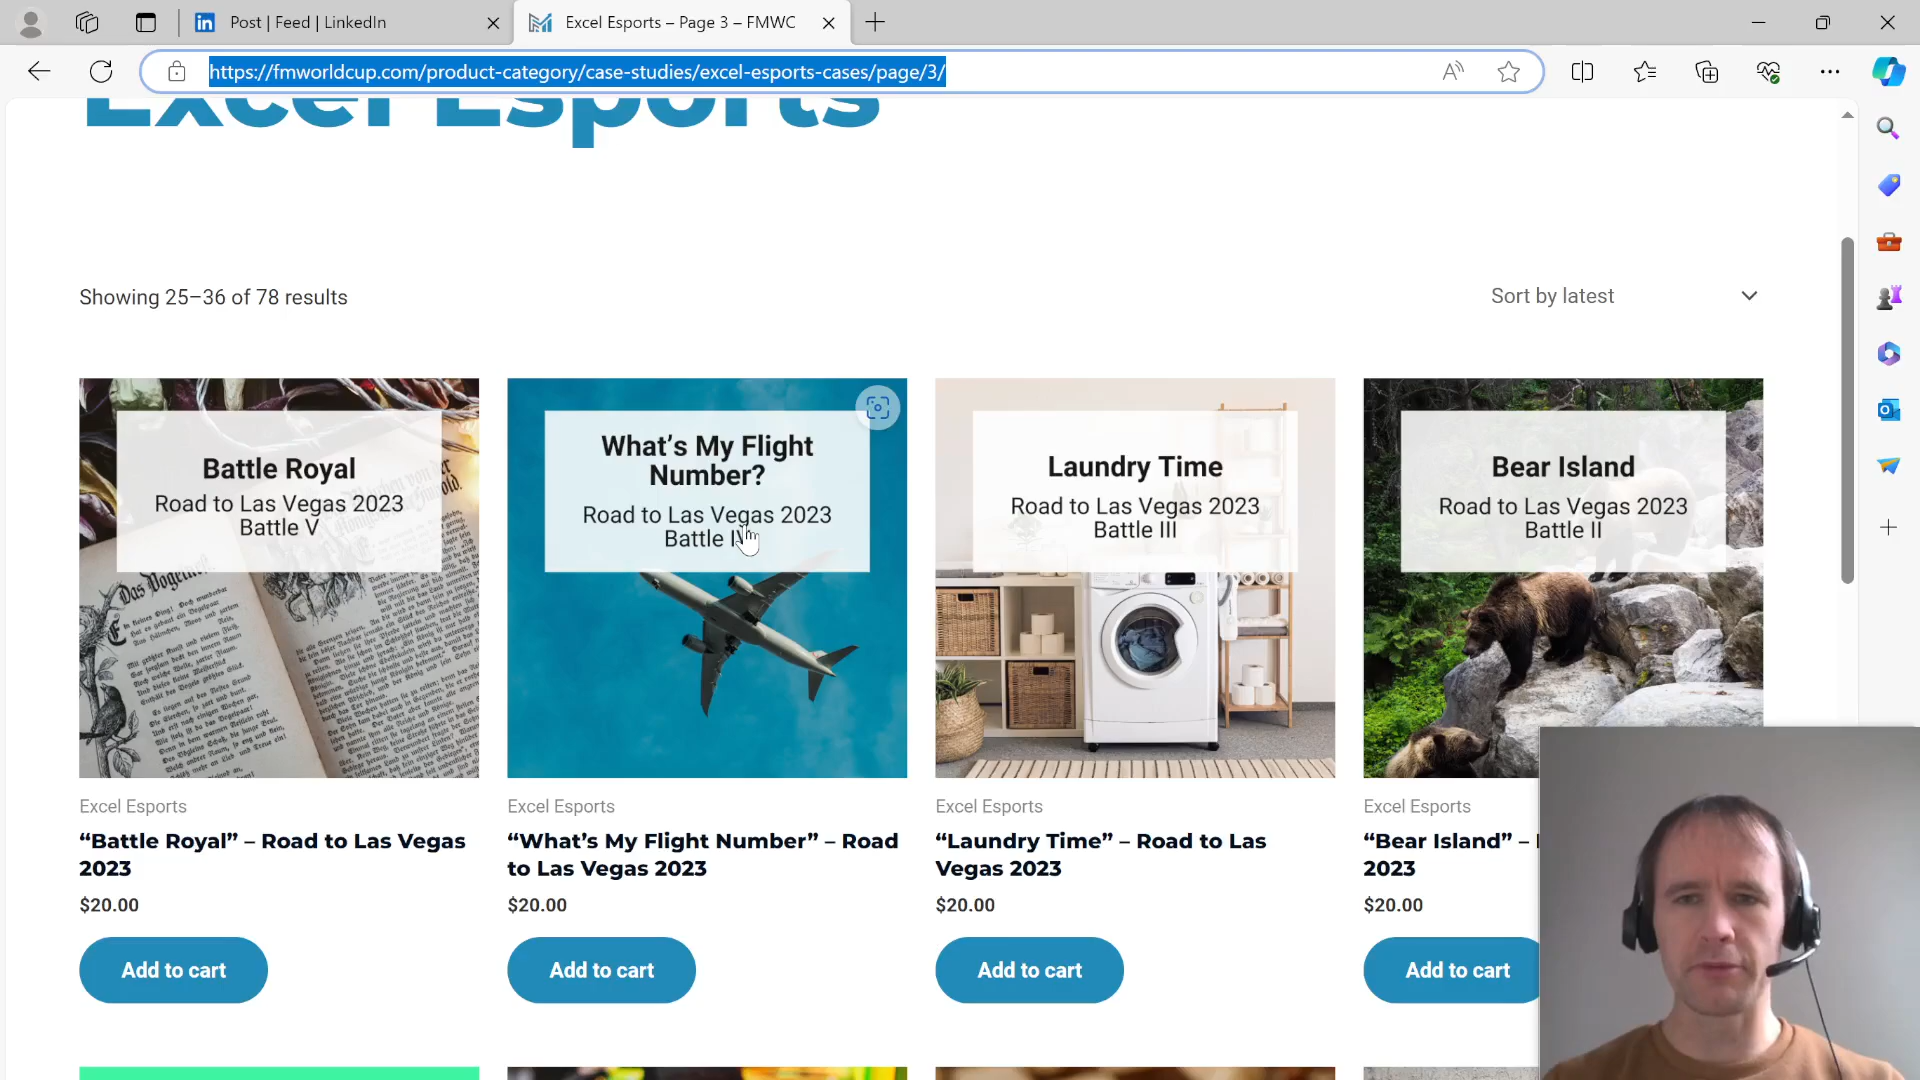 Post | Feed | LinkedIn
Excel Esports – Page 3 – FMWC
https://fmworldcup.com/product-category/case-studies/excel-esports-cases/page/3/
Excel Esports
Showing 25–36 of 78 results
Sort by latest
Battle Royal
Road to Las Vegas 2023
Battle V
What's My Flight
Number?
Road to Las Vegas 2023
Battle IV
Laundry Time
Road to Las Vegas 2023
Battle III
Bear Island
Road to Las Vegas 2023
Battle II
Das Vögelnest.
Excel Esports
“Battle Royal” – Road to Las Vegas
2023
$20.00
Add to cart
Excel Esports
“What’s My Flight Number” – Road
to Las Vegas 2023
$20.00
Add to cart
Excel Esports
“Laundry Time” – Road to Las
Vegas 2023
$20.00
Add to cart
Excel Esports
“Bear Island” –
2023
$20.00
Add to cart